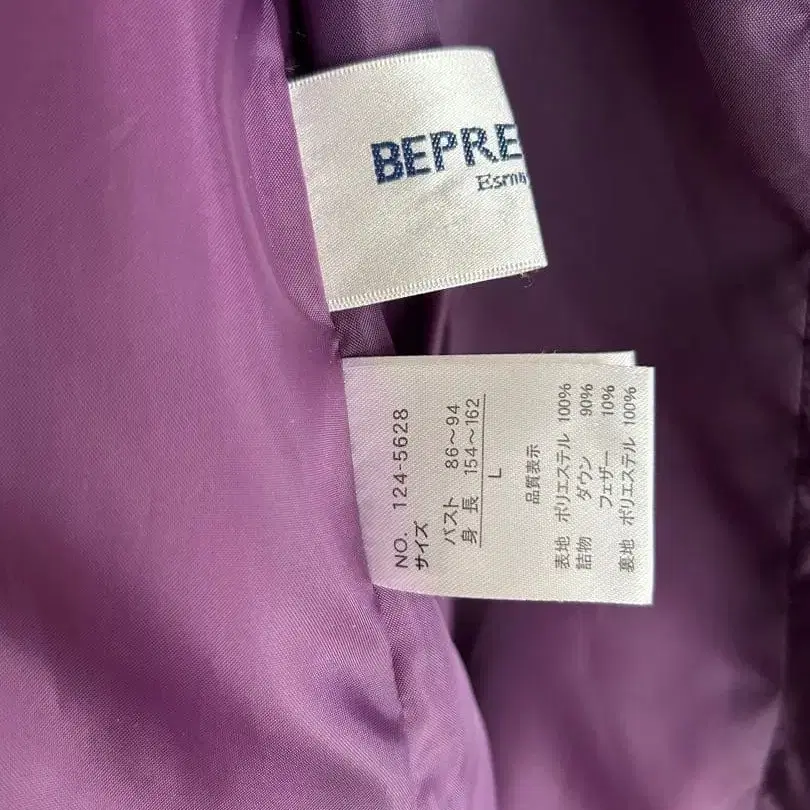 BEPRE
Esm
NO. 124-5628
サイズ
バスト 86～94
身長 154～162
L
品質表示
表地 ポリエステル 100%
詰物 ダウン 90%
フェザー 10%
裏地 ポリエステル 100%